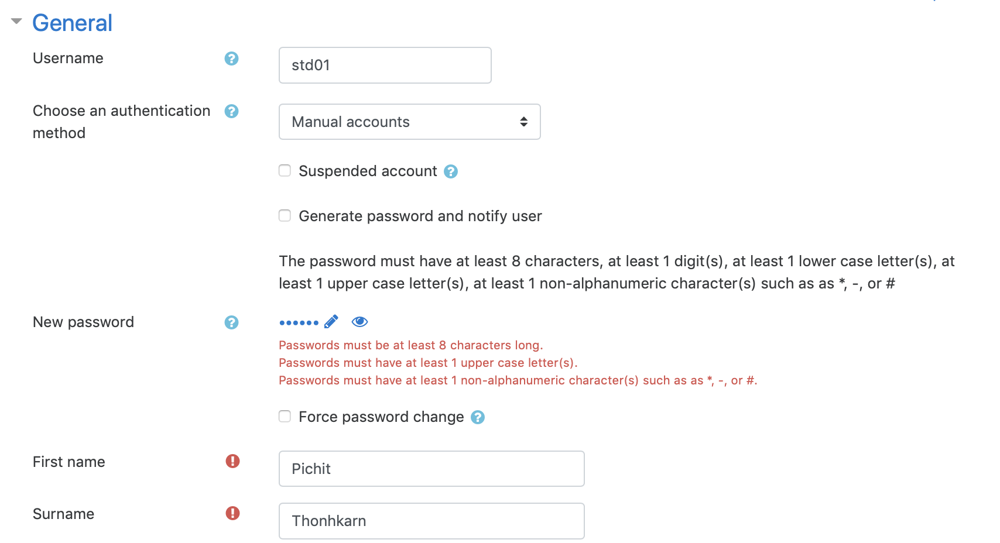 General
Username
std01
Choose an authentication
method
Manual accounts
Suspended account
Generate password and notify user
The password must have at least 8 characters, at least 1 digit(s), at least 1 lower case letter(s), at
least 1 upper case letter(s), at least 1 non-alphanumeric character(s) such as as *, -, or #
New password
••••••
Passwords must be at least 8 characters long.
Passwords must have at least 1 upper case letter(s).
Passwords must have at least 1 non-alphanumeric character(s) such as as *, -, or #.
Force password change
First name
Pichit
Surname
Thonhkarn